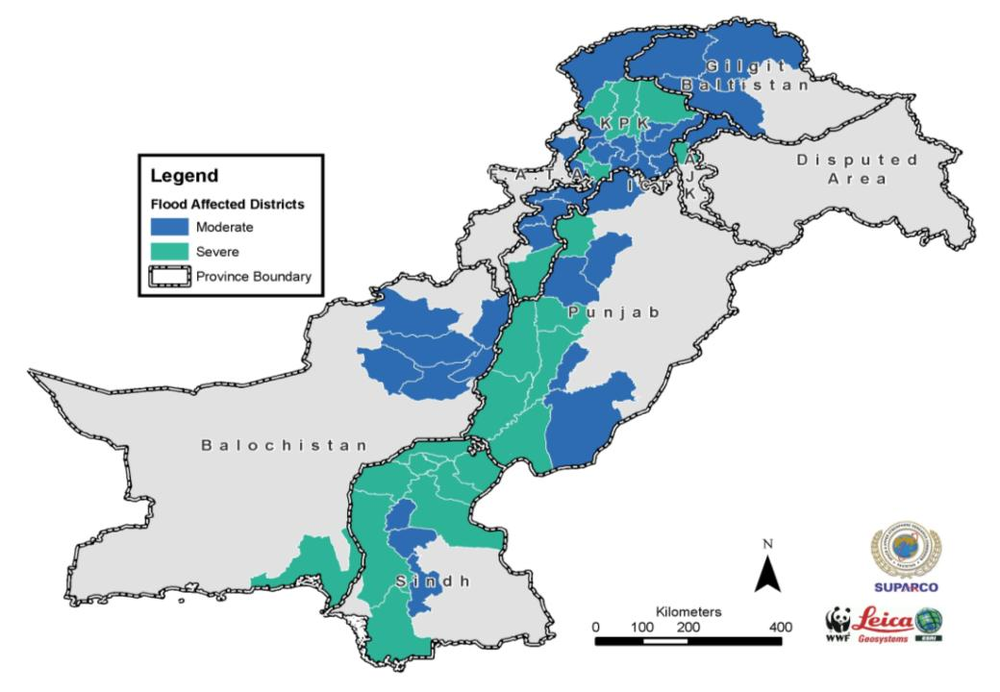 Gilgit
Baltistan
KPK
Disputed
Area
F.A.T.A.
A
J
K
ICT
Legend
Flood Affected Districts
Moderate
Severe
Province Boundary
Punjab
Balochistan
Sindh
N
SUPARCO
Kilometers
0 100 200 400
WWF
Leica
Geosystems
ESRI